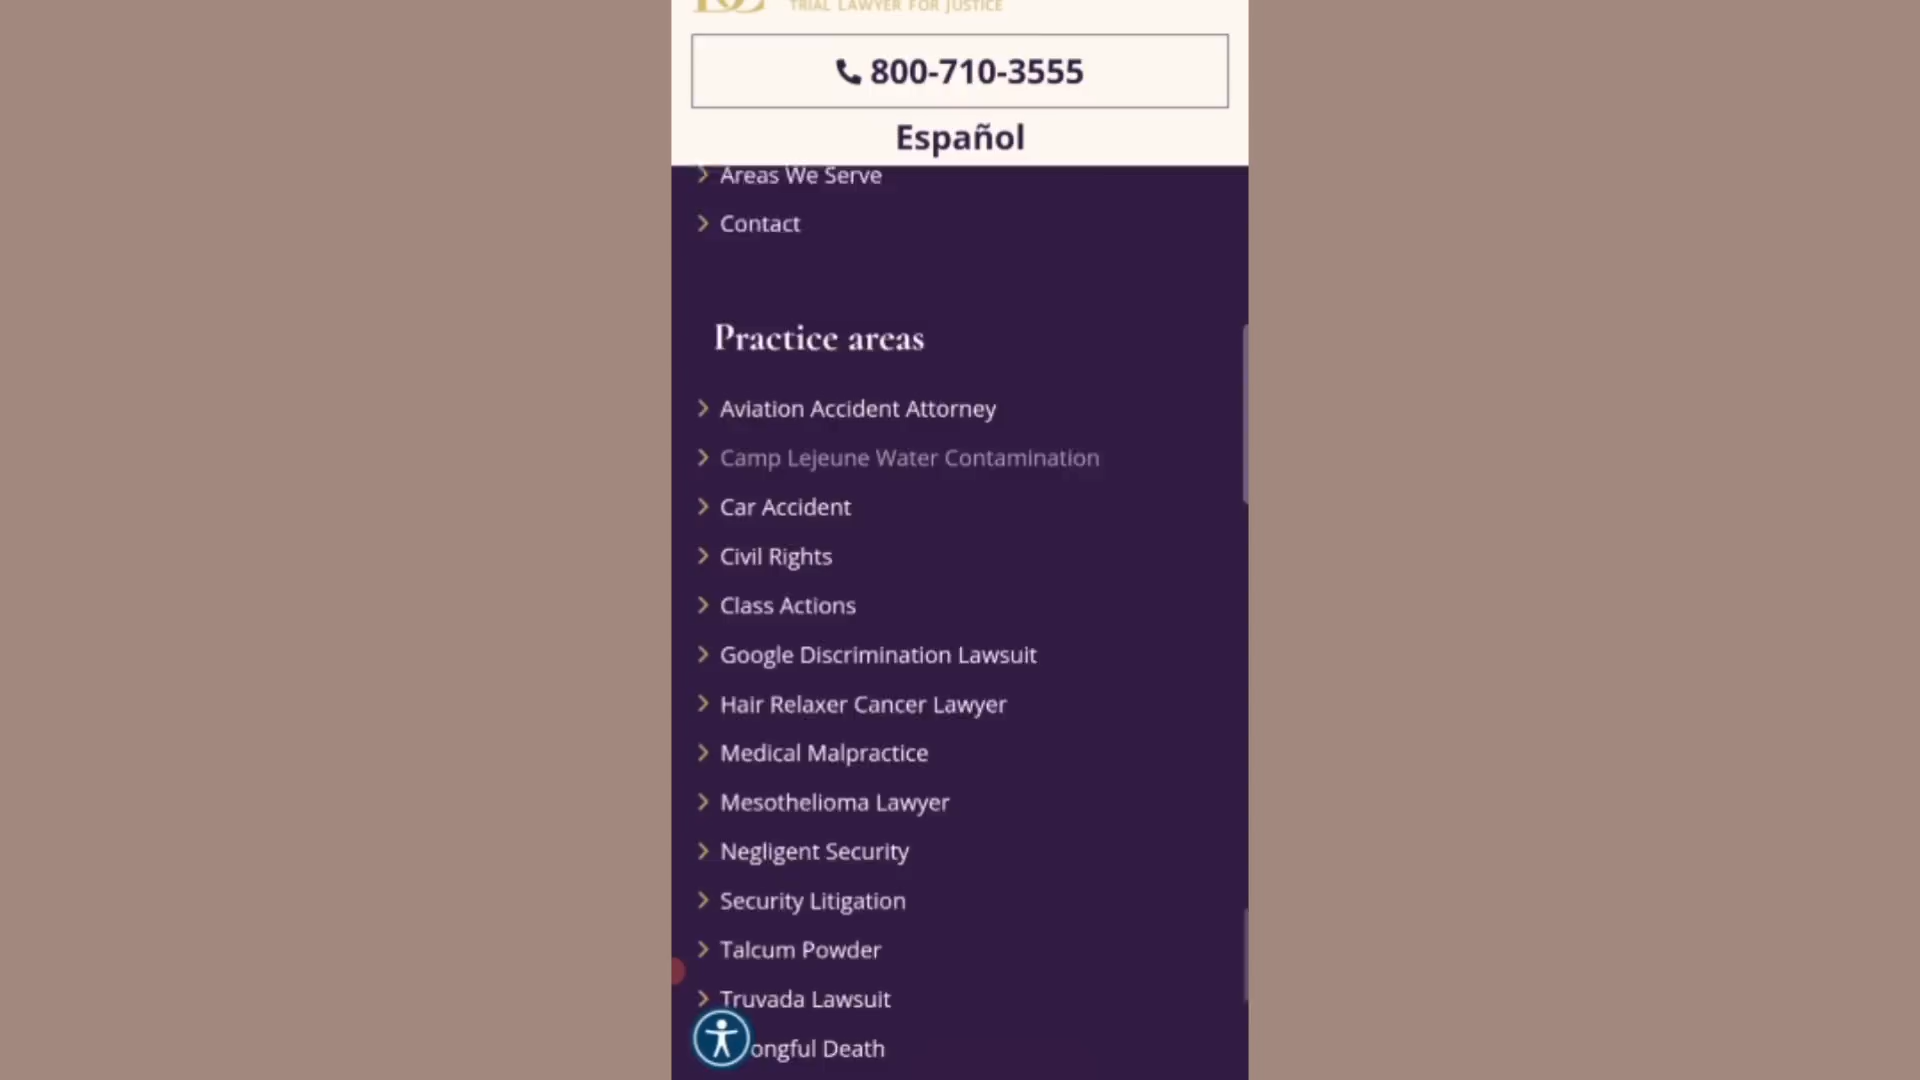 TRIAL LAWYER FOR JUSTICE
800-710-3555
Español
Areas We Serve
Contact
Practice areas
Aviation Accident Attorney
Camp Lejeune Water Contamination
Car Accident
Civil Rights
Class Actions
Google Discrimination Lawsuit
Hair Relaxer Cancer Lawyer
Medical Malpractice
Mesothelioma Lawyer
Negligent Security
Security Litigation
Talcum Powder
Truvada Lawsuit
ongful Death